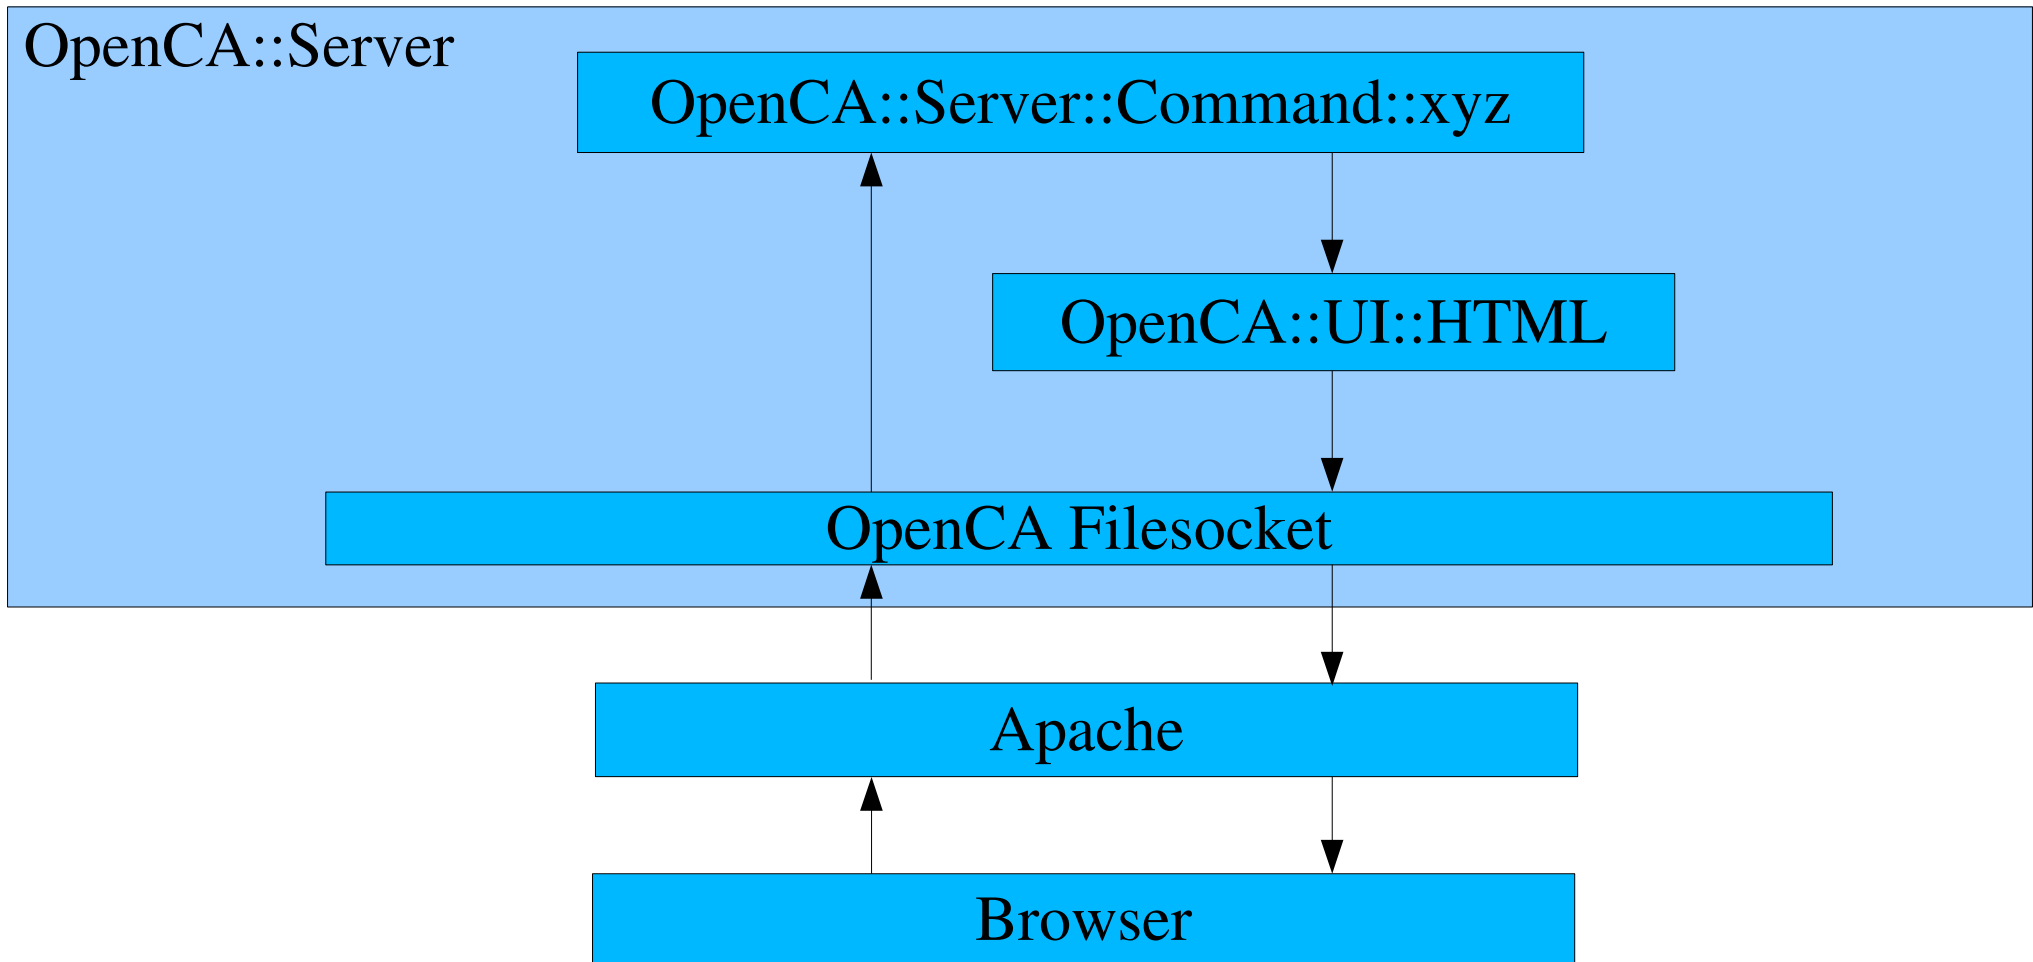 OpenCA::Server
OpenCA::Server::Command::xyz
OpenCA::UI::HTML
OpenCA Filesocket
Apache
Browser